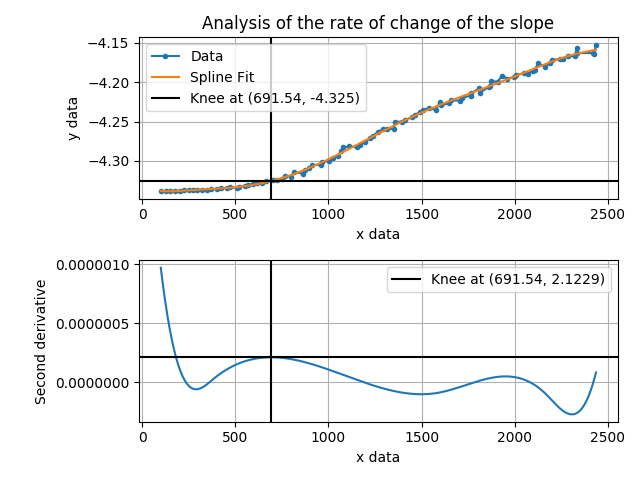 Analysis of the rate of change of the slope
−4.15
−4.20
−4.25
−4.30
y data
Data
Spline Fit
Knee at (691.54, -4.325)
0
500
1000
1500
2000
2500
x data
0.0000010
0.0000005
0.0000000
Second derivative
Knee at (691.54, 2.1229)
0
500
1000
1500
2000
2500
x data